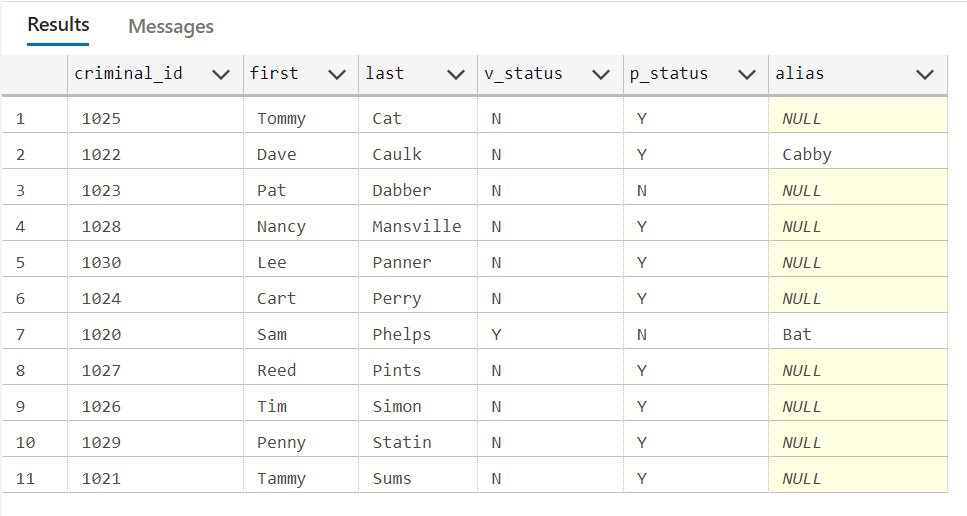 Results Messages
criminal_id first last v_status p_status alias
1 1025 Tommy Cat N Y NULL
2 1022 Dave Caulk N Y Cabby
3 1023 Pat Dabber N N NULL
4 1028 Nancy Mansville N Y NULL
5 1030 Lee Panner N Y NULL
6 1024 Cart Perry N Y NULL
7 1020 Sam Phelps Y N Bat
8 1027 Reed Pints N Y NULL
9 1026 Tim Simon N Y NULL
10 1029 Penny Statin N Y NULL
11 1021 Tammy Sums N Y NULL